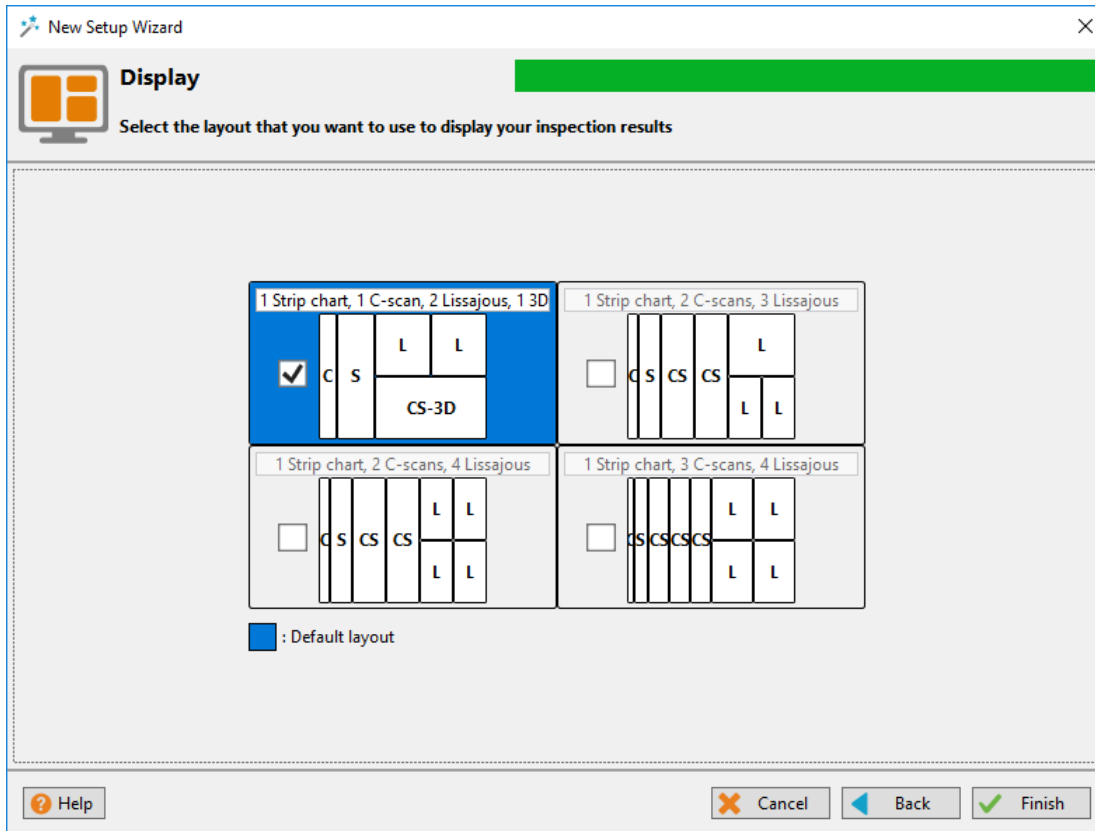 New Setup Wizard
Display
Select the layout that you want to use to display your inspection results
1 Strip chart, 1 C-scan, 2 Lissajous, 1 3D
C S L L
CS-3D
1 Strip chart, 2 C-scans, 3 Lissajous
C S CS CS L
L L
1 Strip chart, 2 C-scans, 4 Lissajous
C S CS CS L L
L L
1 Strip chart, 3 C-scans, 4 Lissajous
C S CS CS CS L L
L L
: Default layout
Help
Cancel
Back
Finish